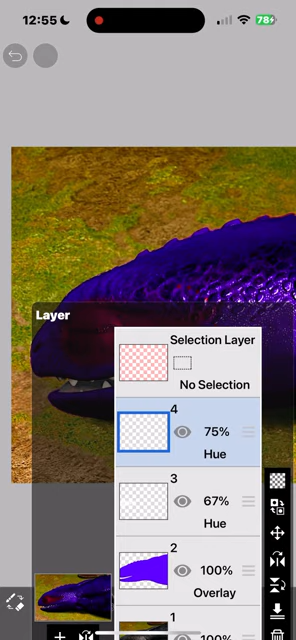 12:55
78
Layer
Selection Layer
No Selection
4
75%
Hue
3
67%
Hue
2
100%
Overlay
1
100%